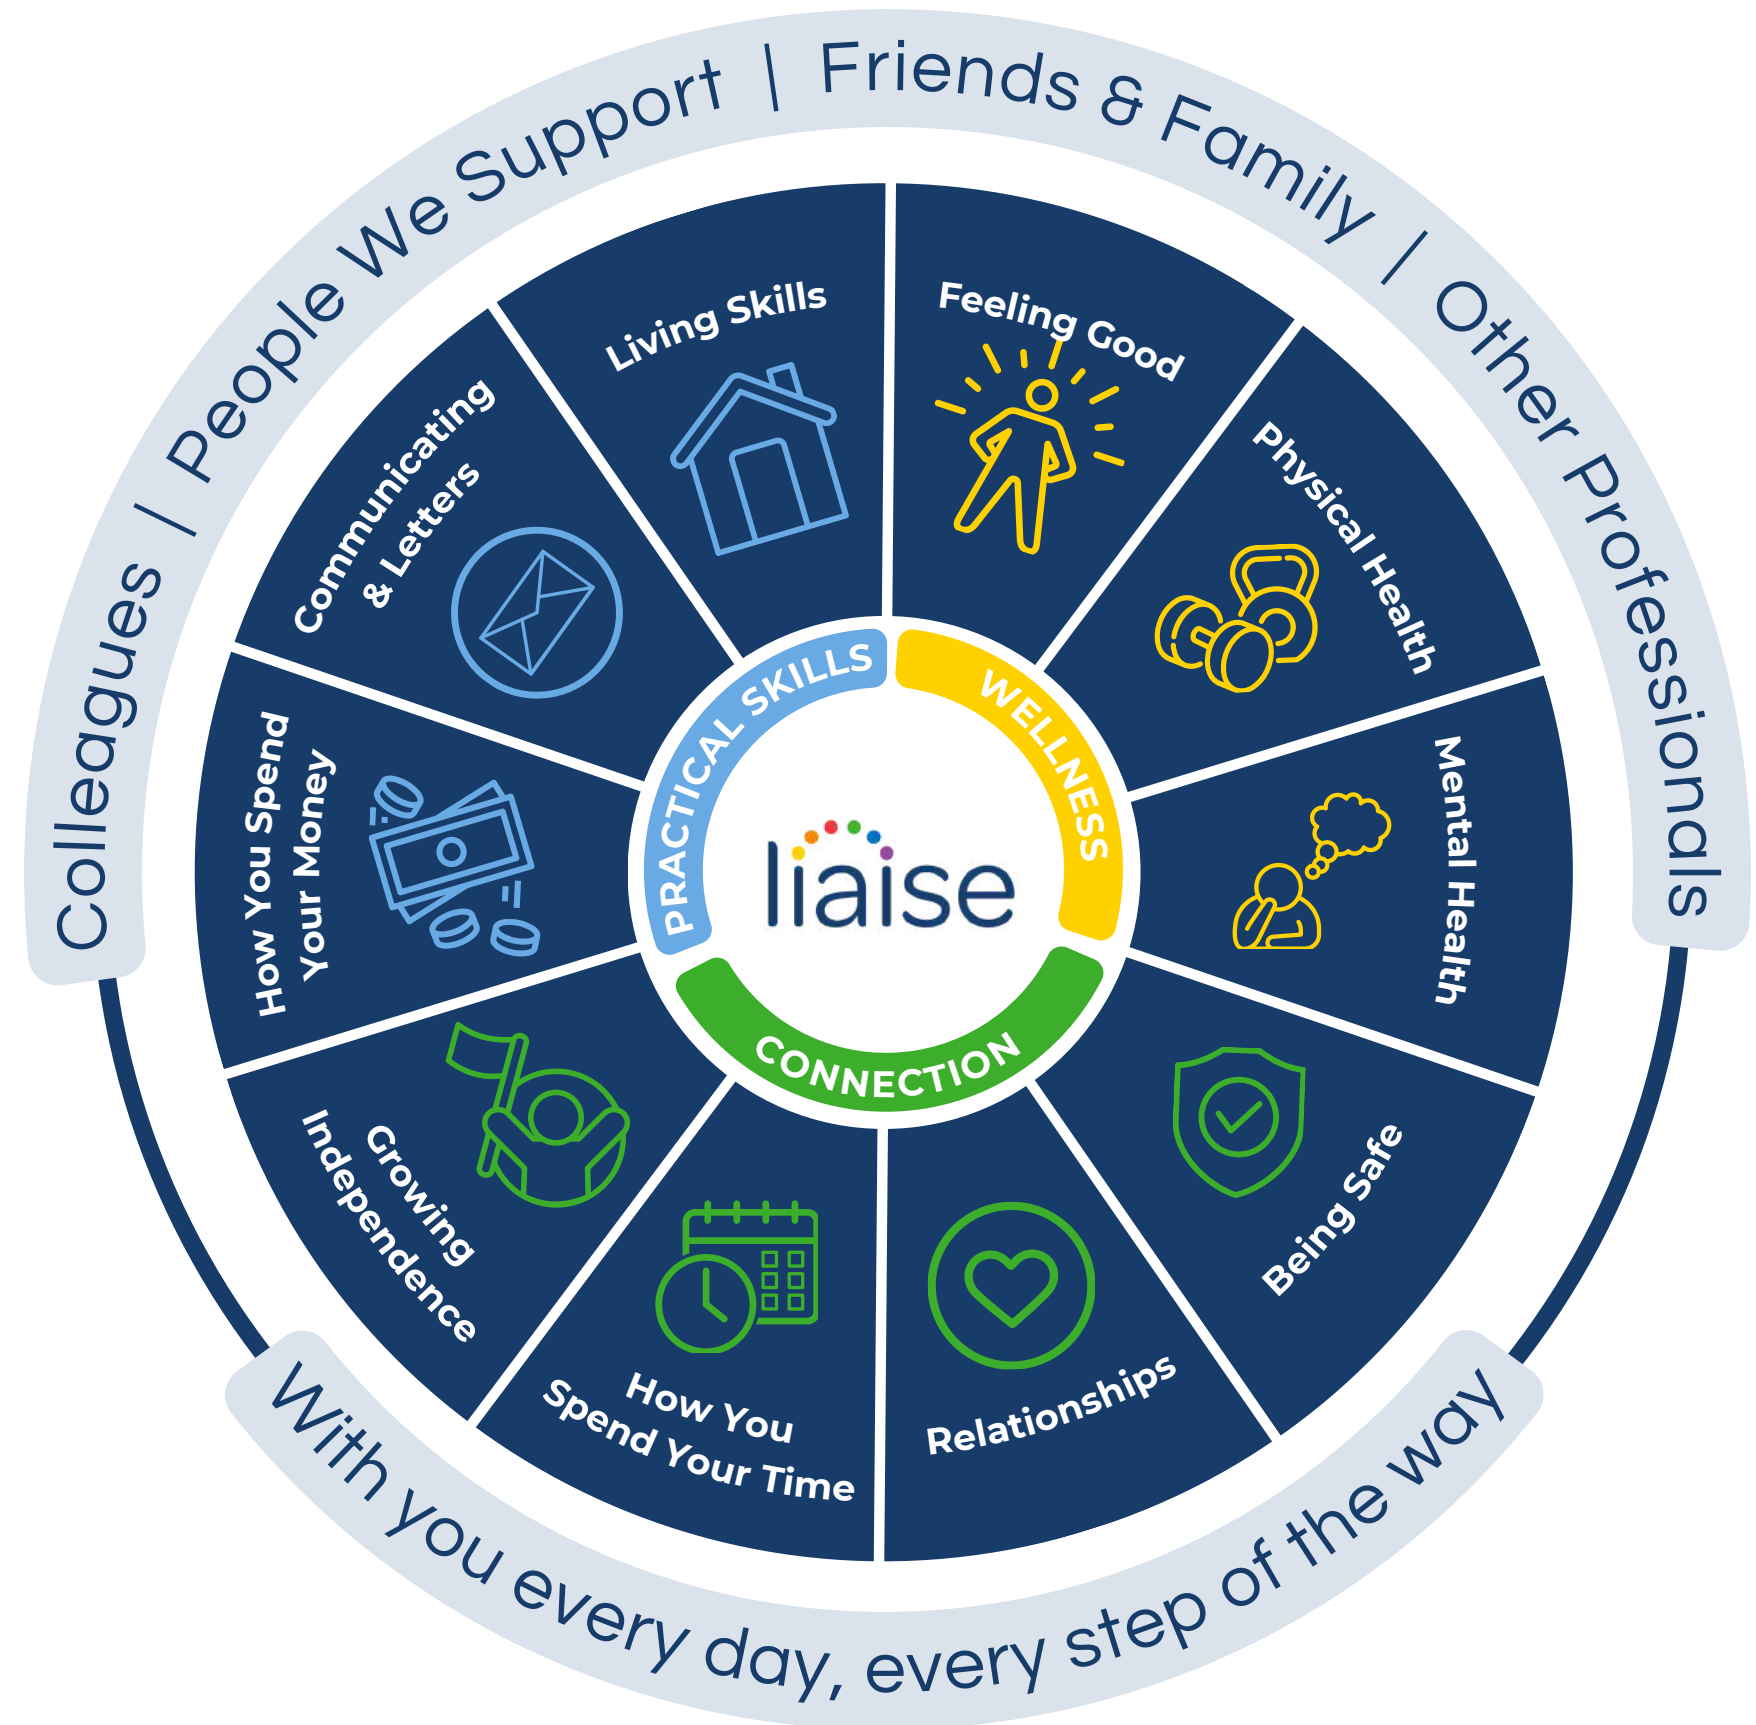 Colleagues | People We Support | Friends & Family | Other Professionals
Living Skills
Feeling Good
Physical Health
Mental Health
Being Safe
Relationships
How You
Spend Your Time
Growing
Independence
How You Spend
Your Money
Communicating
& Letters
PRACTICAL SKILLS
WELLNESS
CONNECTION
liaise
With you every day, every step of the way